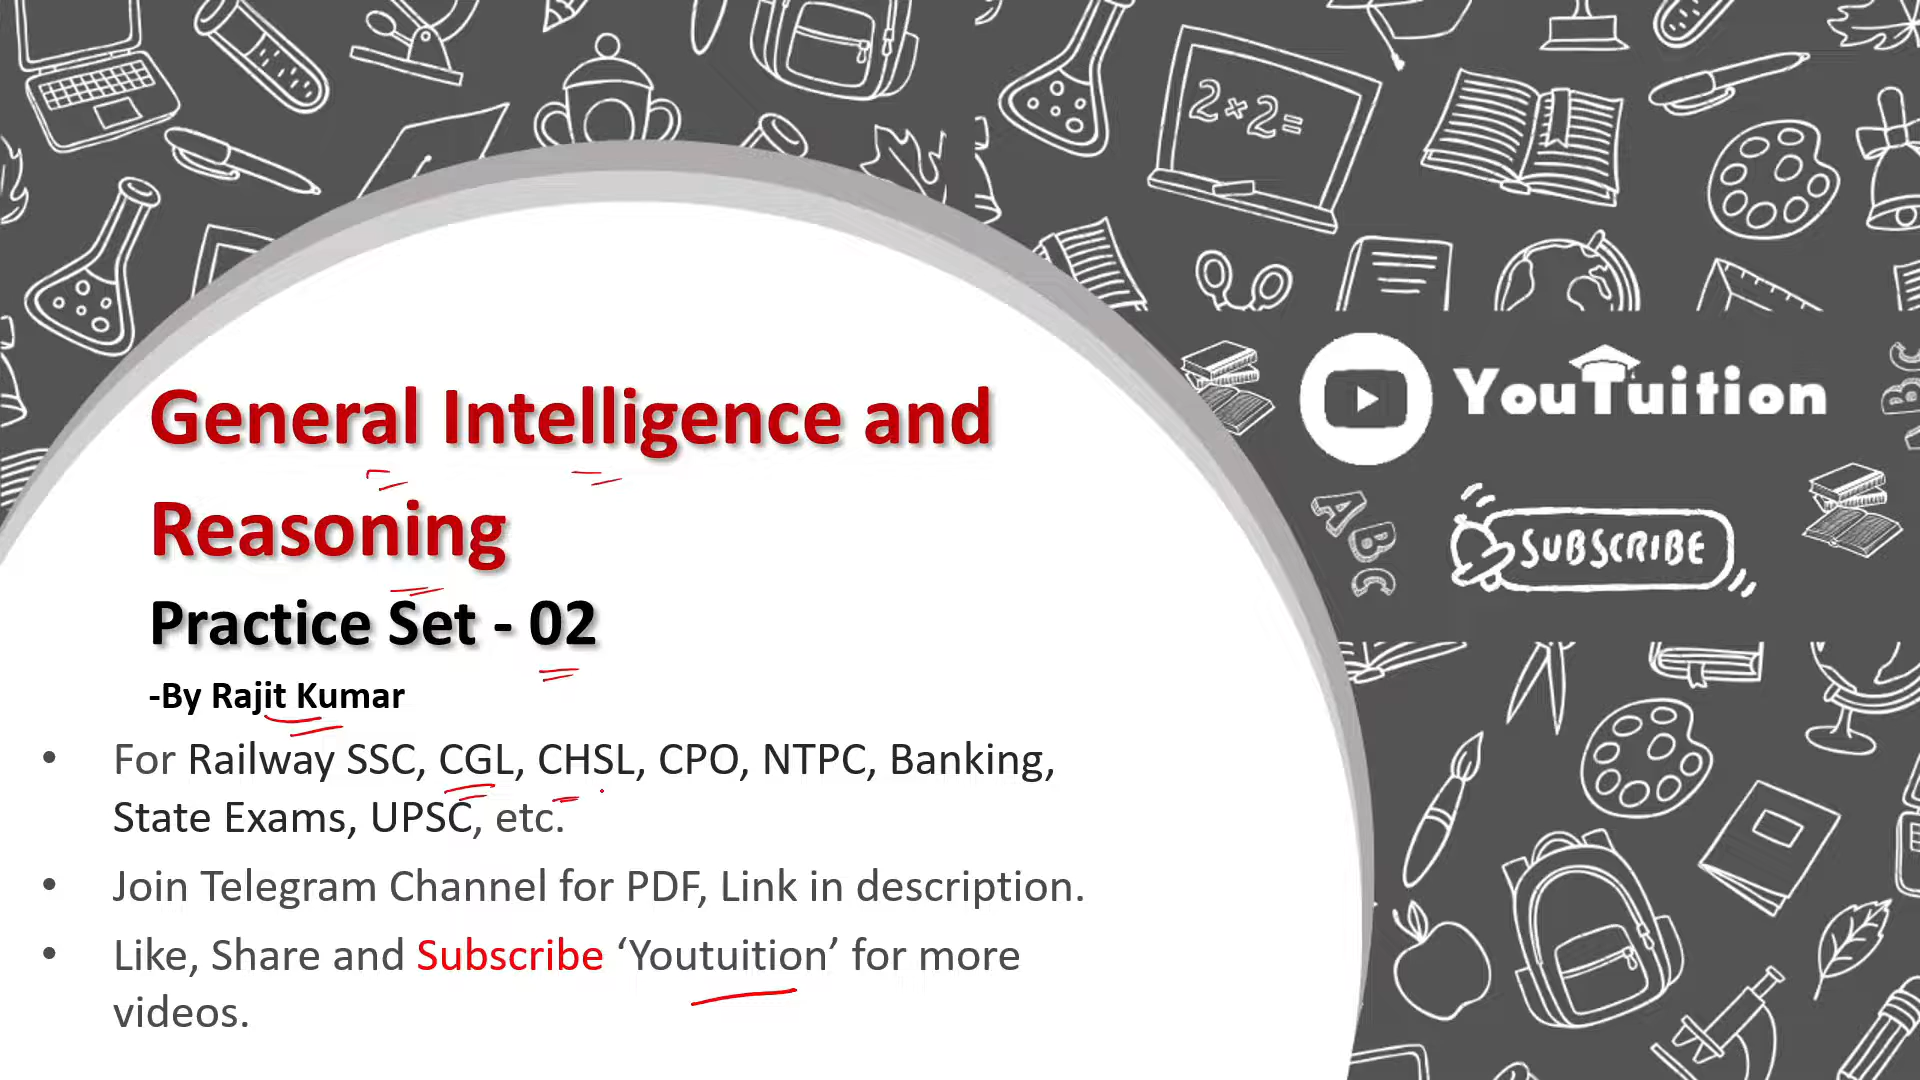 2×2=
General Intelligence and
Reasoning
Practice Set - 02
-By Rajit Kumar
• For Railway SSC, CGL, CHSL, CPO, NTPC, Banking,
State Exams, UPSC, etc.
• Join Telegram Channel for PDF, Link in description.
• Like, Share and Subscribe ‘Youtuition’ for more
videos.
YouTuition
ABC
SUBSCRIBE